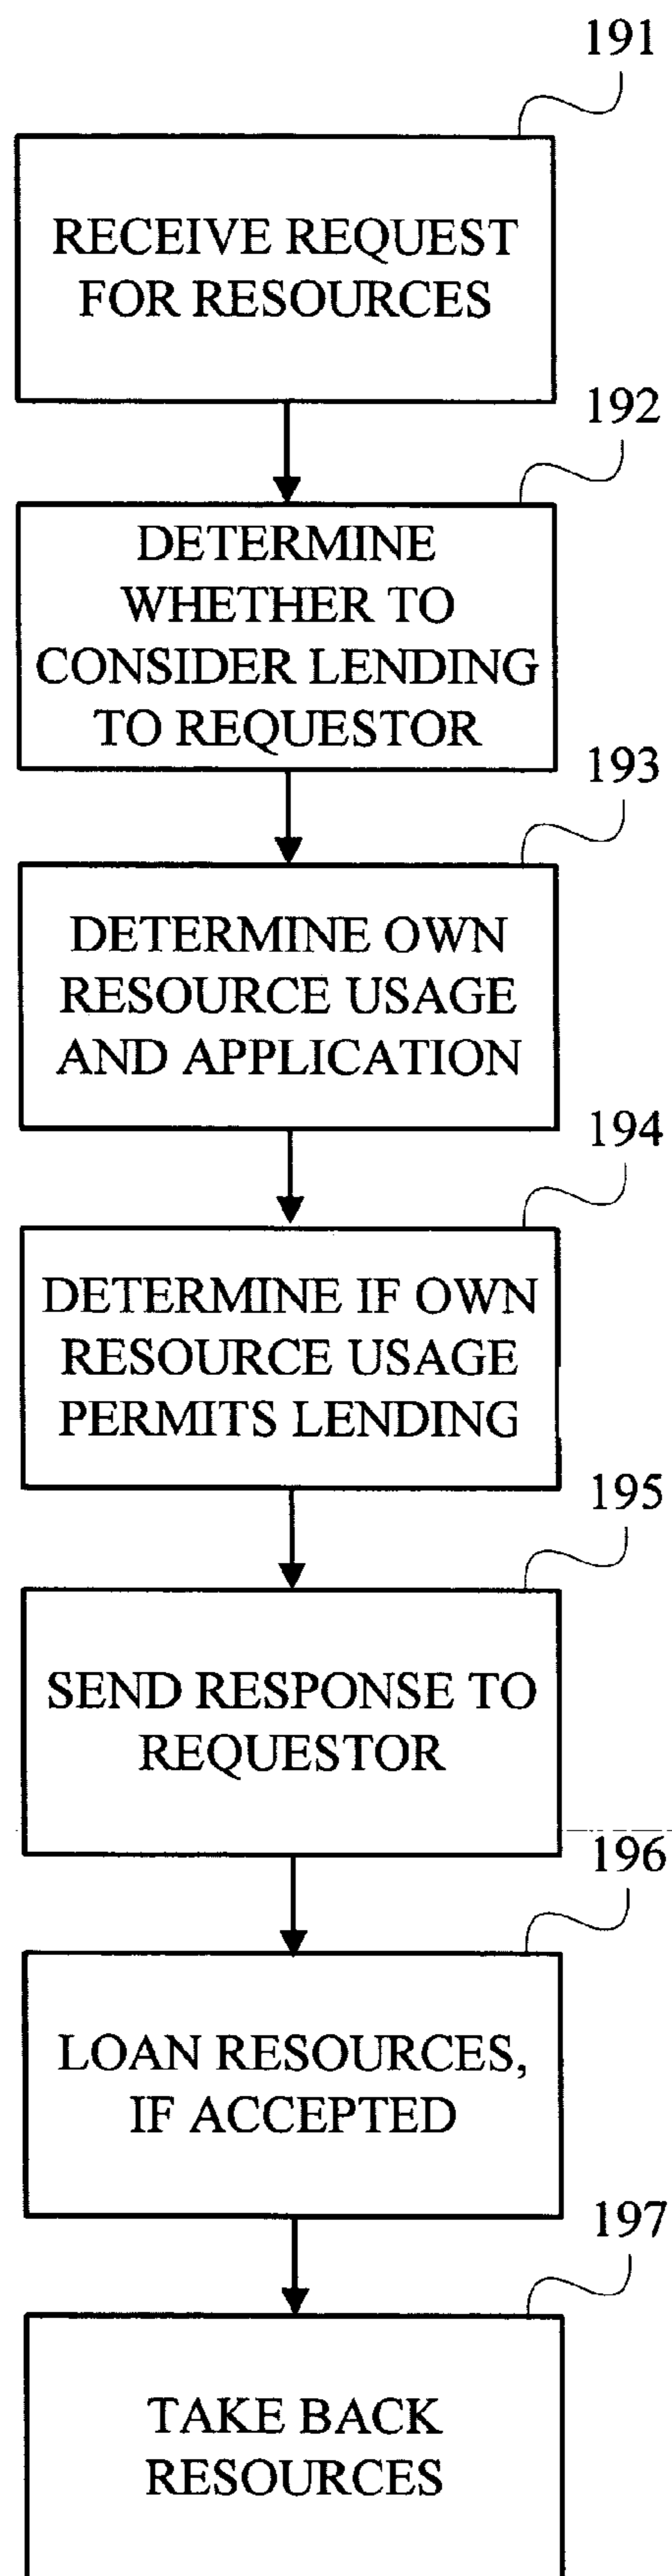 191
RECEIVE REQUEST
FOR RESOURCES
192
DETERMINE
WHETHER TO
CONSIDER LENDING
TO REQUESTOR
193
DETERMINE OWN
RESOURCE USAGE
AND APPLICATION
194
DETERMINE IF OWN
RESOURCE USAGE
PERMITS LENDING
195
SEND RESPONSE TO
REQUESTOR
196
LOAN RESOURCES,
IF ACCEPTED
197
TAKE BACK
RESOURCES